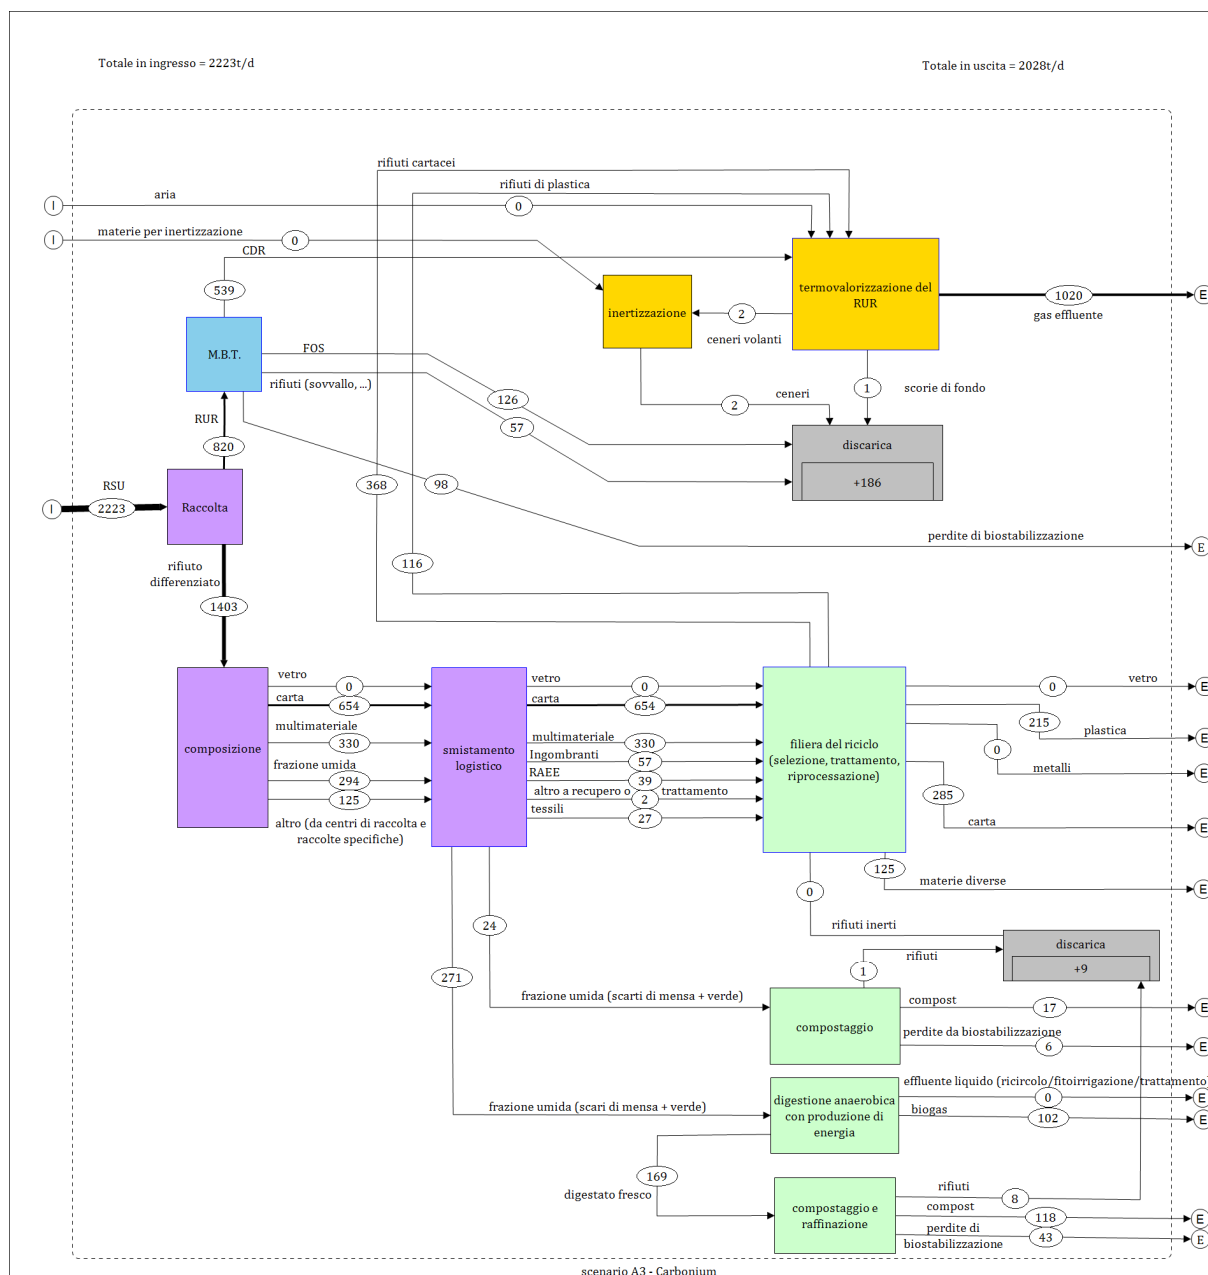 Totale in ingresso = 2223t/d
Totale in uscita = 2028t/d
rifiuti cartacei
rifiuti di plastica
aria
I
0
materie per inertizzazione
I
0
CDR
539
termovalorizzazione del
RUR
1020
E
gas effluente
inertizzazione
2
ceneri volanti
M.B.T.
FOS
rifiuti (sovvallo, ...)
126
57
ceneri
2
1
scorie di fondo
RUR
820
discarica
+186
RSU
I
2223
Raccolta
368
98
perdite di biostabilizzazione
E
116
rifiuto
differenziato
1403
composizione
vetro
0
carta
654
multimateriale
330
frazione umida
294
125
altro (da centri di raccolta e
raccolte specifiche)
smistamento
logistico
vetro
0
carta
654
multimateriale
330
Ingombranti
57
RAEE
39
altro a recupero o
2
trattamento
tessili
27
filiera del riciclo
(selezione, trattamento,
riprocessazione)
0
vetro
E
215
plastica
E
0
metalli
E
285
carta
E
125
materie diverse
E
0
rifiuti inerti
discarica
+9
24
271
rifiuti
1
frazione umida (scarti di mensa + verde)
compostaggio
compost
17
E
perdite da biostabilizzazione
6
E
effluente liquido (ricircolo/fitoirrigazione/trattamento)
0
E
frazione umida (scari di mensa + verde)
digestione anaerobica
con produzione di
energia
biogas
102
E
169
digestato fresco
compostaggio e
raffinazione
rifiuti
8
compost
118
E
perdite di
biostabilizzazione
43
E
scenario A3 - Carbonium